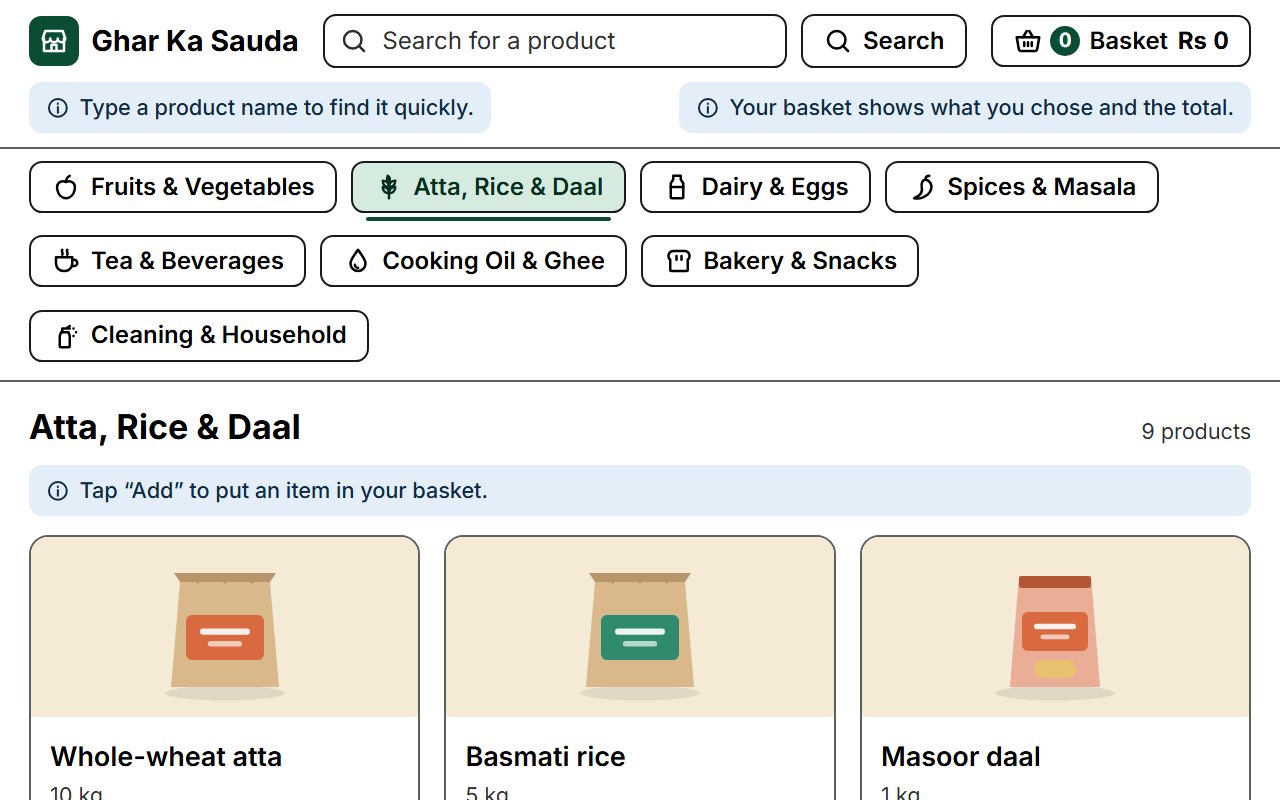 Ghar Ka Sauda
Search for a product
Search
0 Basket Rs 0
Type a product name to find it quickly.
Your basket shows what you chose and the total.
Fruits & Vegetables
Atta, Rice & Daal
Dairy & Eggs
Spices & Masala
Tea & Beverages
Cooking Oil & Ghee
Bakery & Snacks
Cleaning & Household
Atta, Rice & Daal
9 products
Tap “Add” to put an item in your basket.
Whole-wheat atta
10 kg
Basmati rice
5 kg
Masoor daal
1 kg